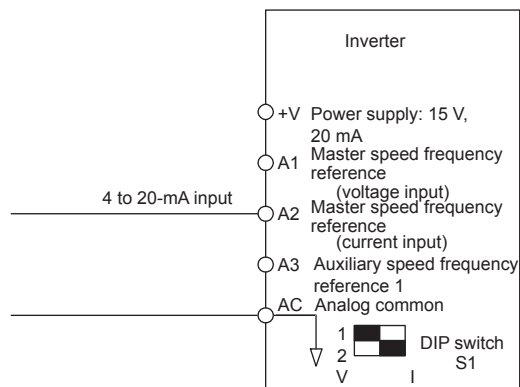 Inverter
+V Power supply: 15 V,
20 mA
A1 Master speed frequency
reference
(voltage input)
4 to 20-mA input
A2 Master speed frequency
reference
(current input)
A3 Auxiliary speed frequency
reference 1
AC Analog common
1
2
DIP switch
S1
V I